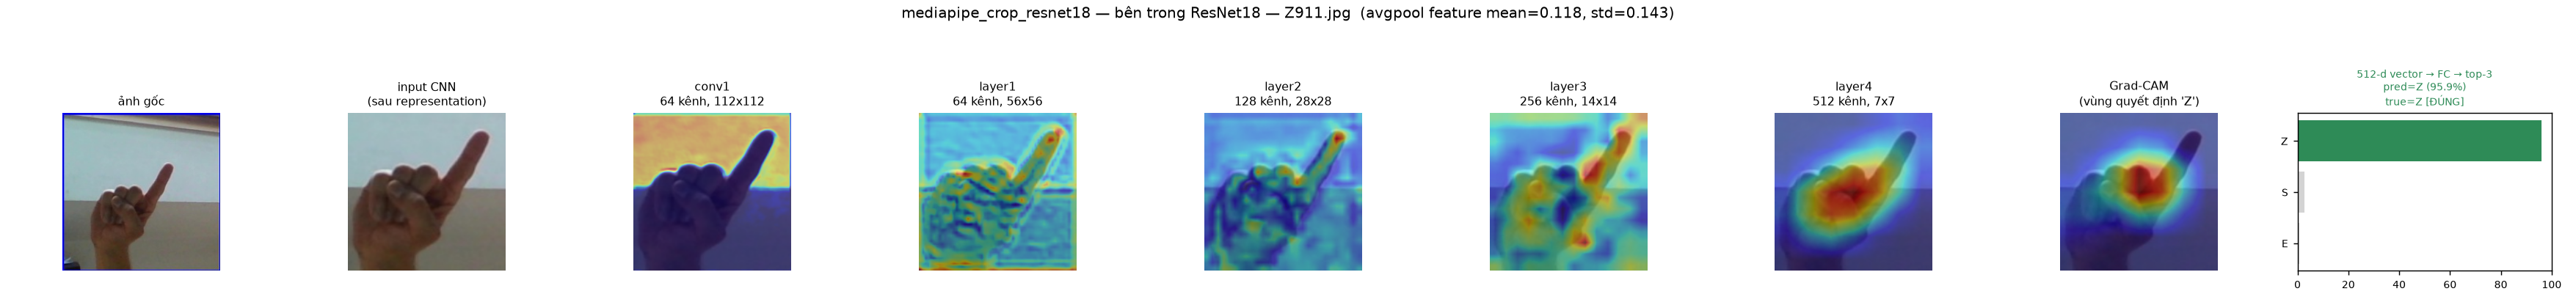 mediapipe_crop_resnet18 — bên trong ResNet18 — Z911.jpg  (avgpool feature mean=0.118, std=0.143)
ảnh gốc
input CNN
(sau representation)
conv1
64 kênh, 112x112
layer1
64 kênh, 56x56
layer2
128 kênh, 28x28
layer3
256 kênh, 14x14
layer4
512 kênh, 7x7
Grad-CAM
(vùng quyết định 'Z')
512-d vector → FC → top-3
pred=Z (95.9%)
true=Z [ĐÚNG]
Z
S
E
0 20 40 60 80 100